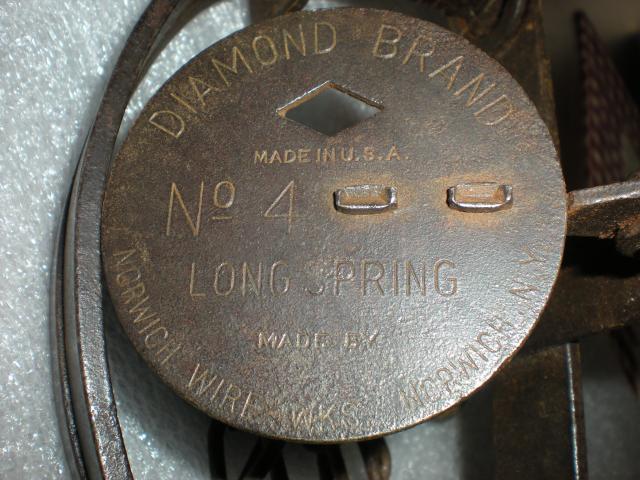 DIAMOND BRAND
MADE IN U.S.A.
No 4
LONG SPRING
MADE BY
NORWICH WIRE WKS NORWICH N.Y.